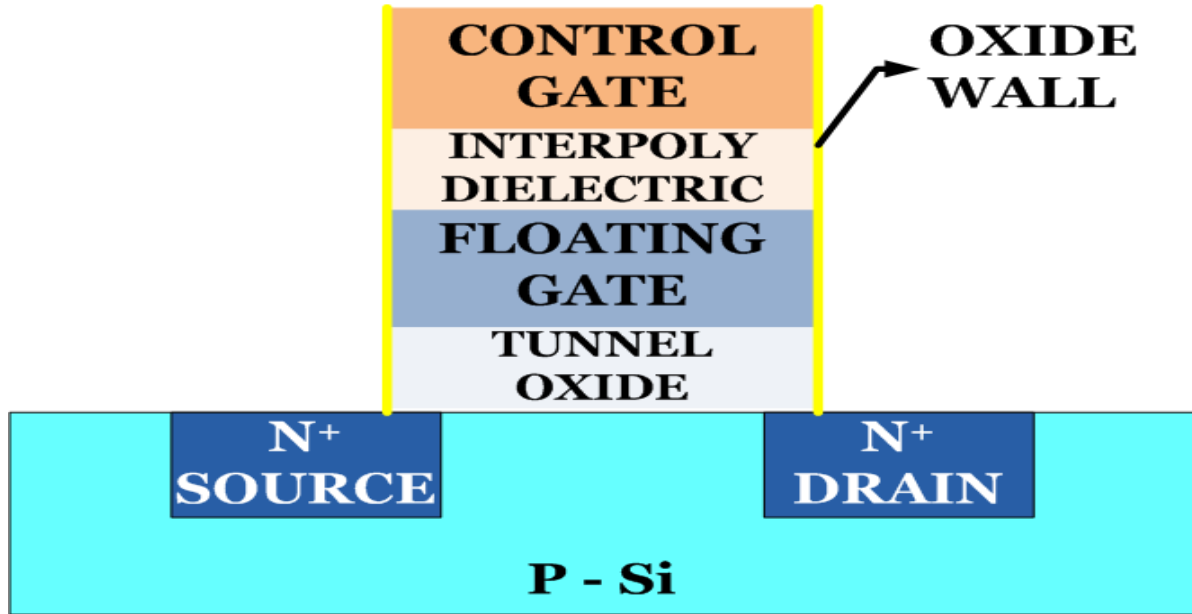 CONTROL
GATE
OXIDE
WALL
INTERPOLY
DIELECTRIC
FLOATING
GATE
TUNNEL
OXIDE
N+
SOURCE
N+
DRAIN
P - Si